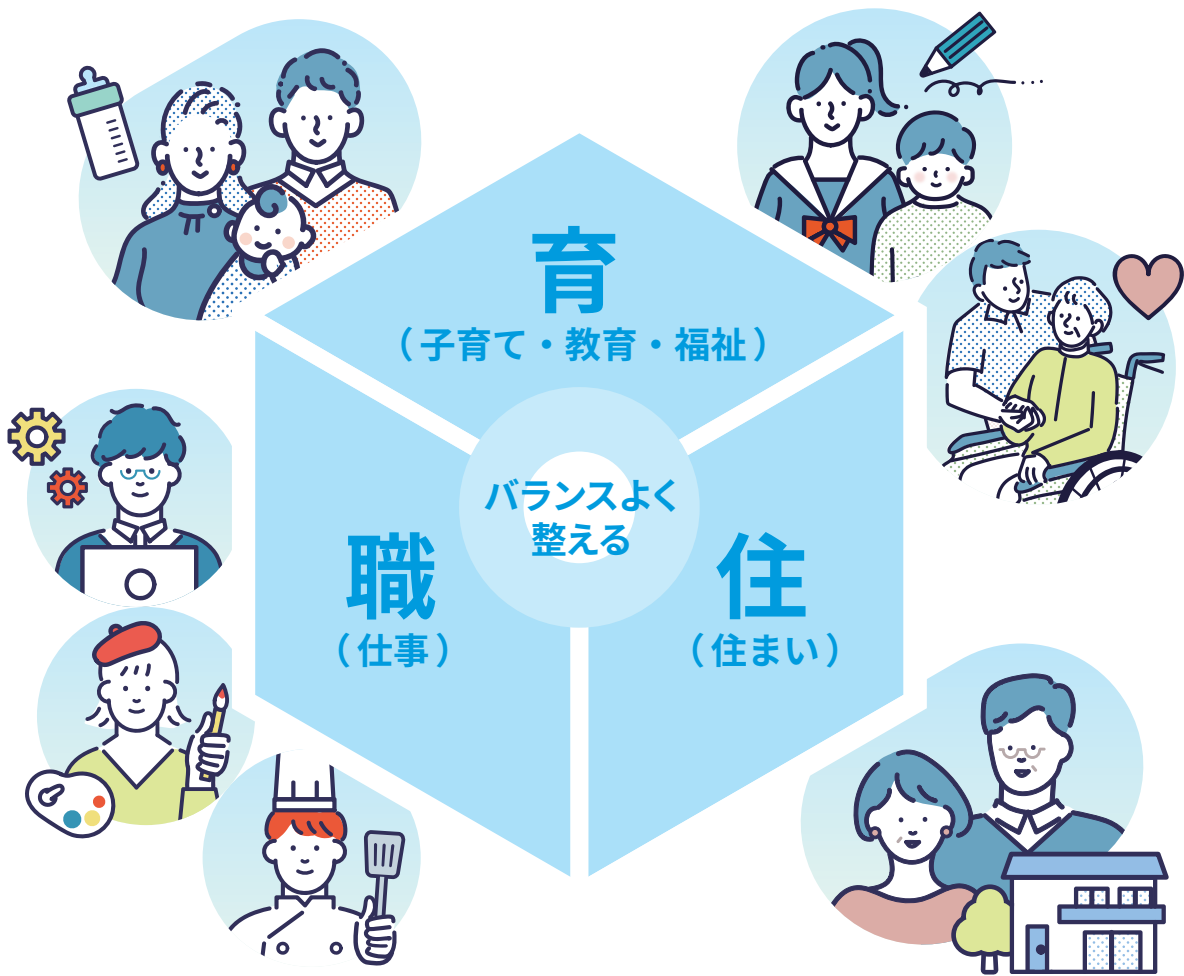 育
（子育て・教育・福祉）
バランスよく
整える
職
（仕事）
住
（住まい）